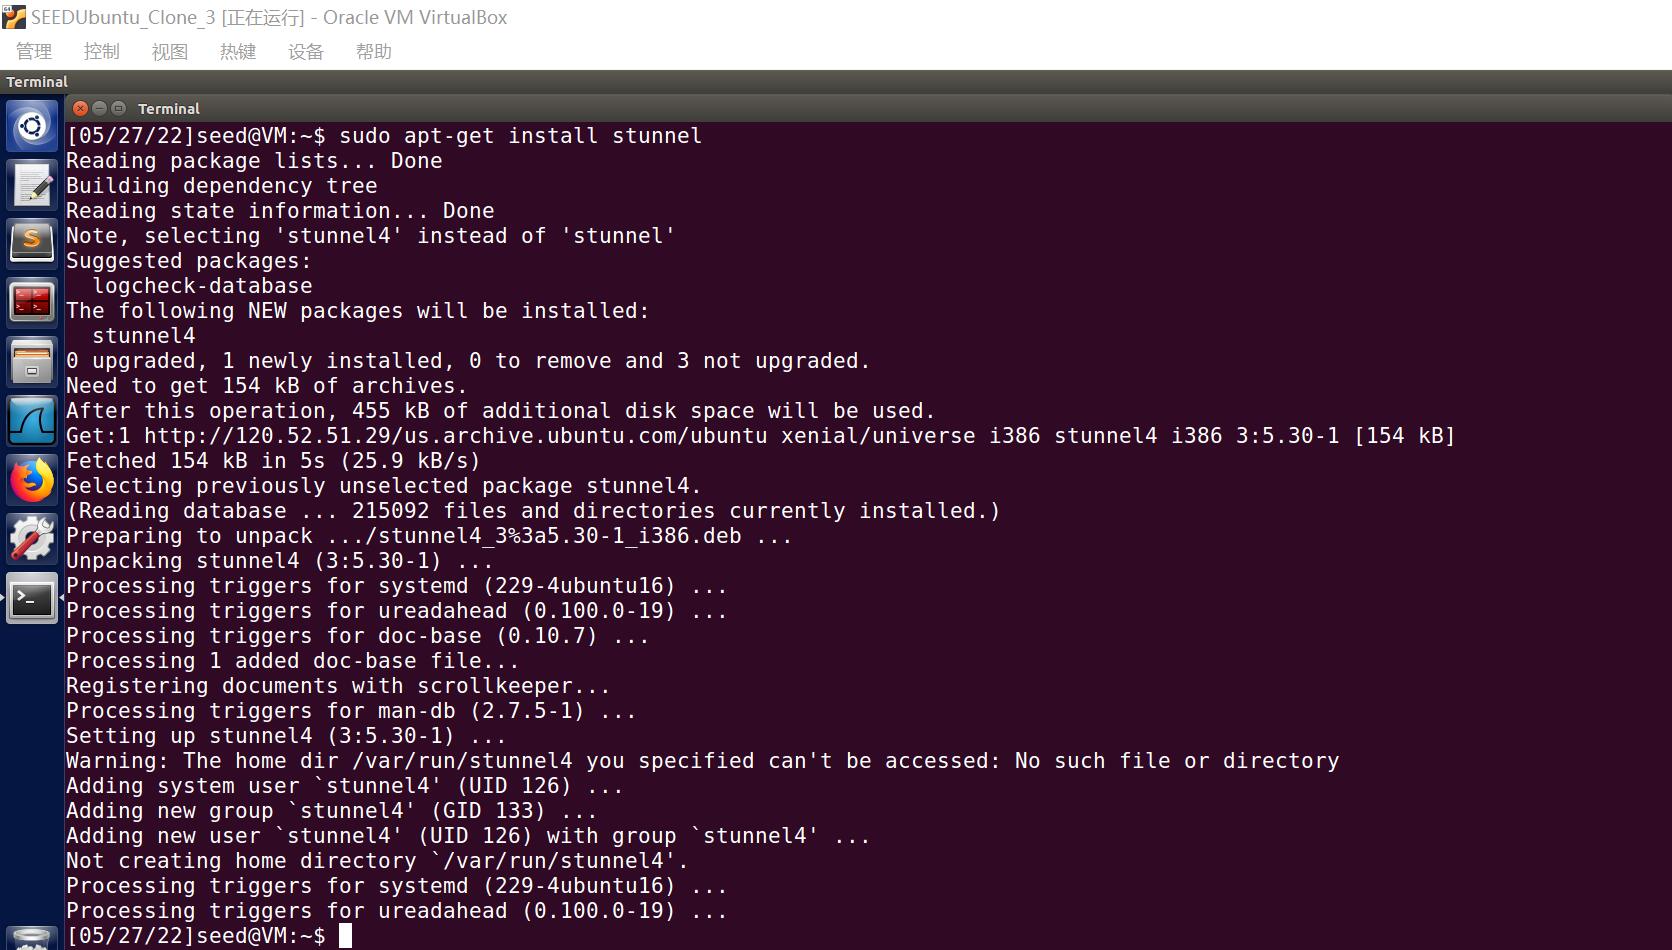 SEEDUbuntu_Clone_3 [正在运行] - Oracle VM VirtualBox
管理 控制 视图 热键 设备 帮助
Terminal
Terminal
[05/27/22]seed@VM:~$ sudo apt-get install stunnel
Reading package lists... Done
Building dependency tree
Reading state information... Done
Note, selecting 'stunnel4' instead of 'stunnel'
Suggested packages:
  logcheck-database
The following NEW packages will be installed:
  stunnel4
0 upgraded, 1 newly installed, 0 to remove and 3 not upgraded.
Need to get 154 kB of archives.
After this operation, 455 kB of additional disk space will be used.
Get:1 http://120.52.51.29/us.archive.ubuntu.com/ubuntu xenial/universe i386 stunnel4 i386 3:5.30-1 [154 kB]
Fetched 154 kB in 5s (25.9 kB/s)
Selecting previously unselected package stunnel4.
(Reading database ... 215092 files and directories currently installed.)
Preparing to unpack .../stunnel4_3%3a5.30-1_i386.deb ...
Unpacking stunnel4 (3:5.30-1) ...
Processing triggers for systemd (229-4ubuntu16) ...
Processing triggers for ureadahead (0.100.0-19) ...
Processing triggers for doc-base (0.10.7) ...
Processing 1 added doc-base file...
Registering documents with scrollkeeper...
Processing triggers for man-db (2.7.5-1) ...
Setting up stunnel4 (3:5.30-1) ...
Warning: The home dir /var/run/stunnel4 you specified can't be accessed: No such file or directory
Adding system user `stunnel4' (UID 126) ...
Adding new group `stunnel4' (GID 133) ...
Adding new user `stunnel4' (UID 126) with group `stunnel4' ...
Not creating home directory `/var/run/stunnel4'.
Processing triggers for systemd (229-4ubuntu16) ...
Processing triggers for ureadahead (0.100.0-19) ...
[05/27/22]seed@VM:~$